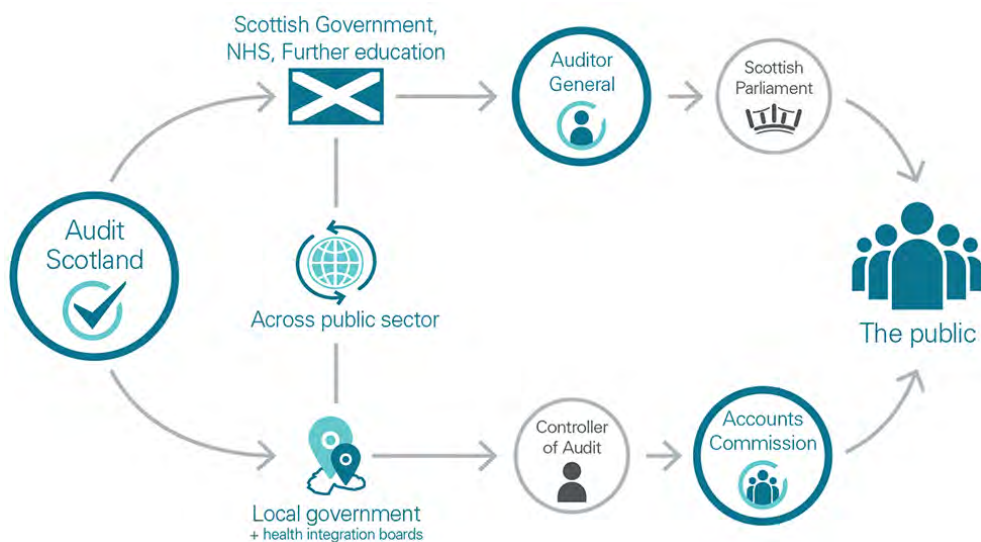 Scottish Government,
NHS, Further education
Auditor
General
Scottish
Parliament
Audit
Scotland
Across public sector
The public
Controller
of Audit
Accounts
Commission
Local government
+ health integration boards